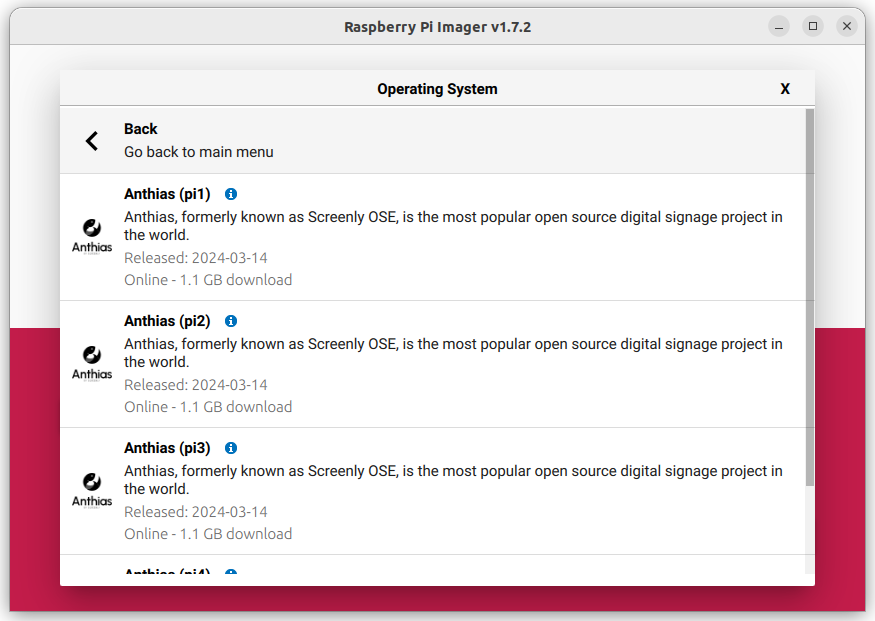 Raspberry Pi Imager v1.7.2
Operating System
X
Back
Go back to main menu
Anthias (pi1)
Anthias, formerly known as Screenly OSE, is the most popular open source digital signage project in
the world.
Anthias
Released: 2024-03-14
Online - 1.1 GB download
Anthias (pi2)
Anthias, formerly known as Screenly OSE, is the most popular open source digital signage project in
the world.
Anthias
Released: 2024-03-14
Online - 1.1 GB download
Anthias (pi3)
Anthias, formerly known as Screenly OSE, is the most popular open source digital signage project in
the world.
Anthias
Released: 2024-03-14
Online - 1.1 GB download
Anthias (pi4)